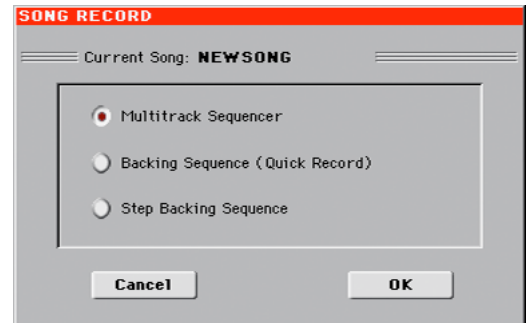 SONG RECORD
Current Song: NEWSONG
Multitrack Sequencer
Backing Sequence (Quick Record)
Step Backing Sequence
Cancel OK